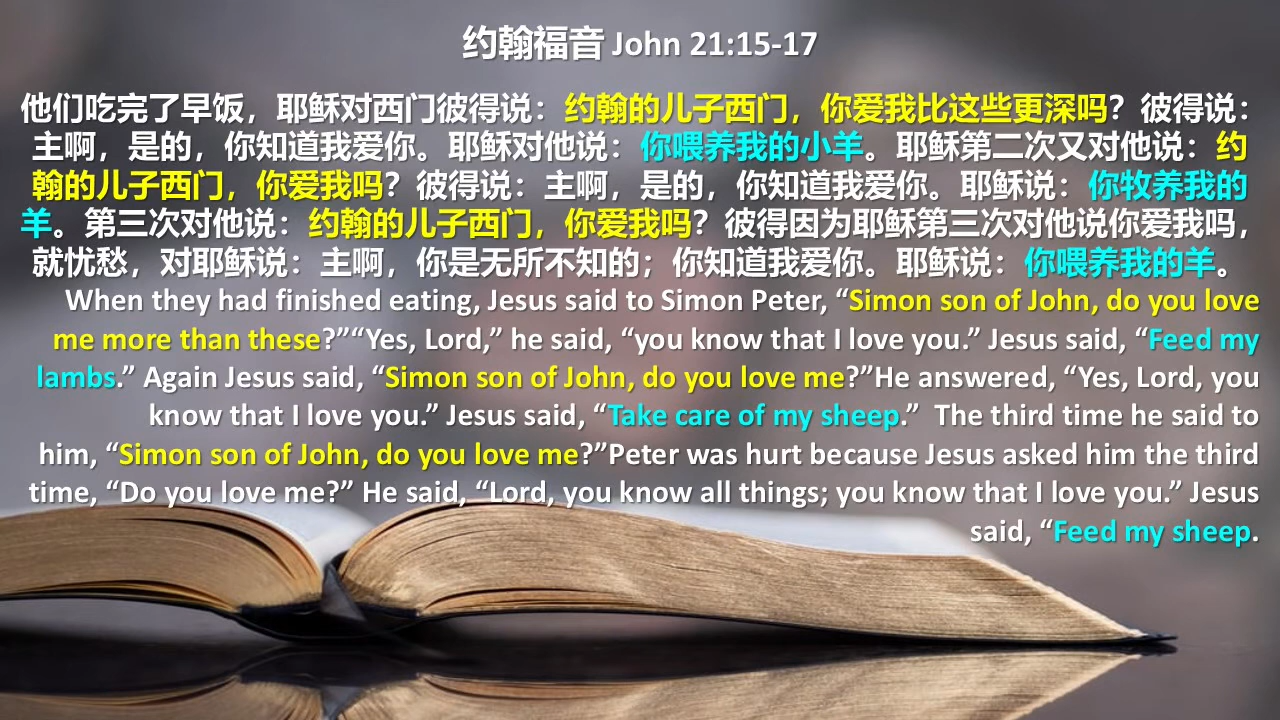 约翰福音 John 21:15-17
他们吃完了早饭，耶稣对西门彼得说：约翰的儿子西门，你爱我比这些更深吗？彼得说：
主啊，是的，你知道我爱你。耶稣对他说：你喂养我的小羊。耶稣第二次又对他说：约
翰的儿子西门，你爱我吗？彼得说：主啊，是的，你知道我爱你。耶稣说：你牧养我的
羊。第三次对他说：约翰的儿子西门，你爱我吗？彼得因为耶稣第三次对他说你爱我吗，
就忧愁，对耶稣说：主啊，你是无所不知的；你知道我爱你。耶稣说：你喂养我的羊。
When they had finished eating, Jesus said to Simon Peter, “Simon son of John, do you love
me more than these?”“Yes, Lord,” he said, “you know that I love you.” Jesus said, “Feed my
lambs.” Again Jesus said, “Simon son of John, do you love me?”He answered, “Yes, Lord, you
know that I love you.” Jesus said, “Take care of my sheep.”  The third time he said to
him, “Simon son of John, do you love me?”Peter was hurt because Jesus asked him the third
time, “Do you love me?” He said, “Lord, you know all things; you know that I love you.” Jesus
said, “Feed my sheep.